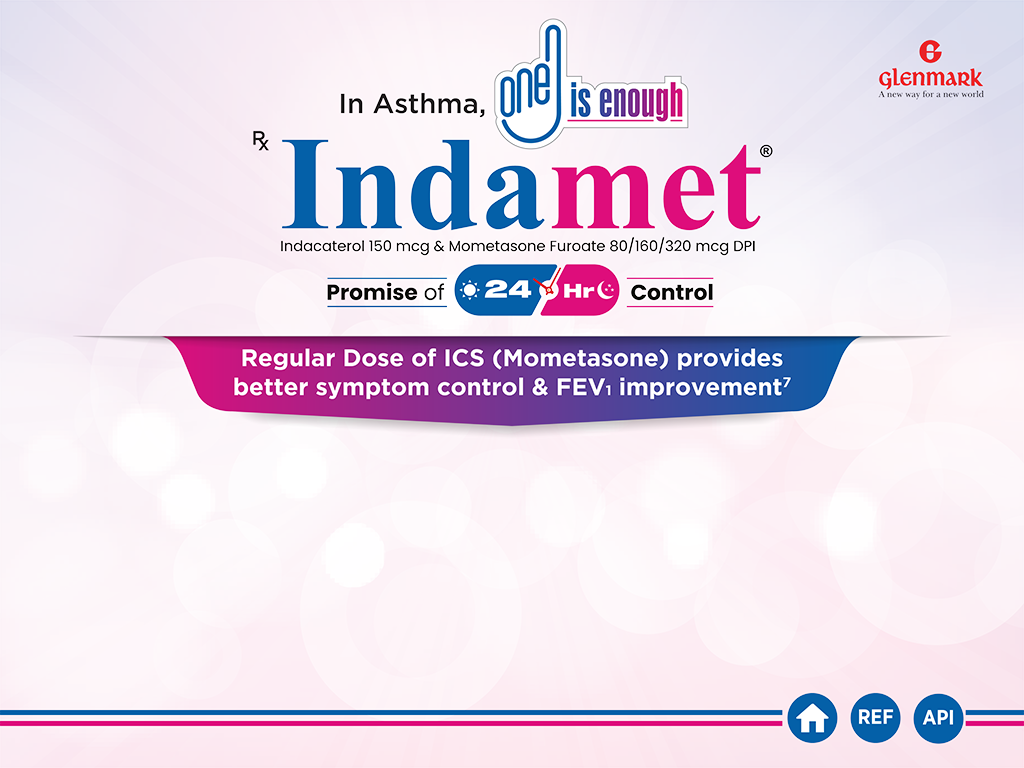 GLENMARK
A new way for a new world
In Asthma, one is enough
Rx
Indamet®
Indacaterol 150 mcg & Mometasone Furoate 80/160/320 mcg DPI
Promise of 24 Hr Control
Regular Dose of ICS (Mometasone) provides
better symptom control & FEV₁ improvement⁷
REF
API